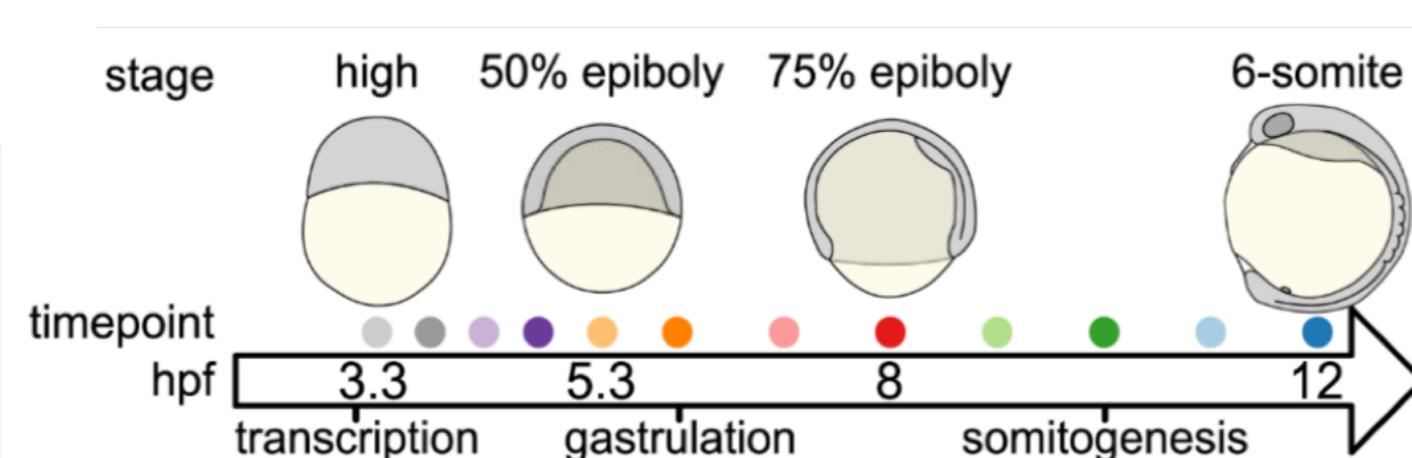 stage high 50% epiboly 75% epiboly 6-somite
timepoint
hpf 3.3 5.3 8 12
transcription gastrulation somitogenesis